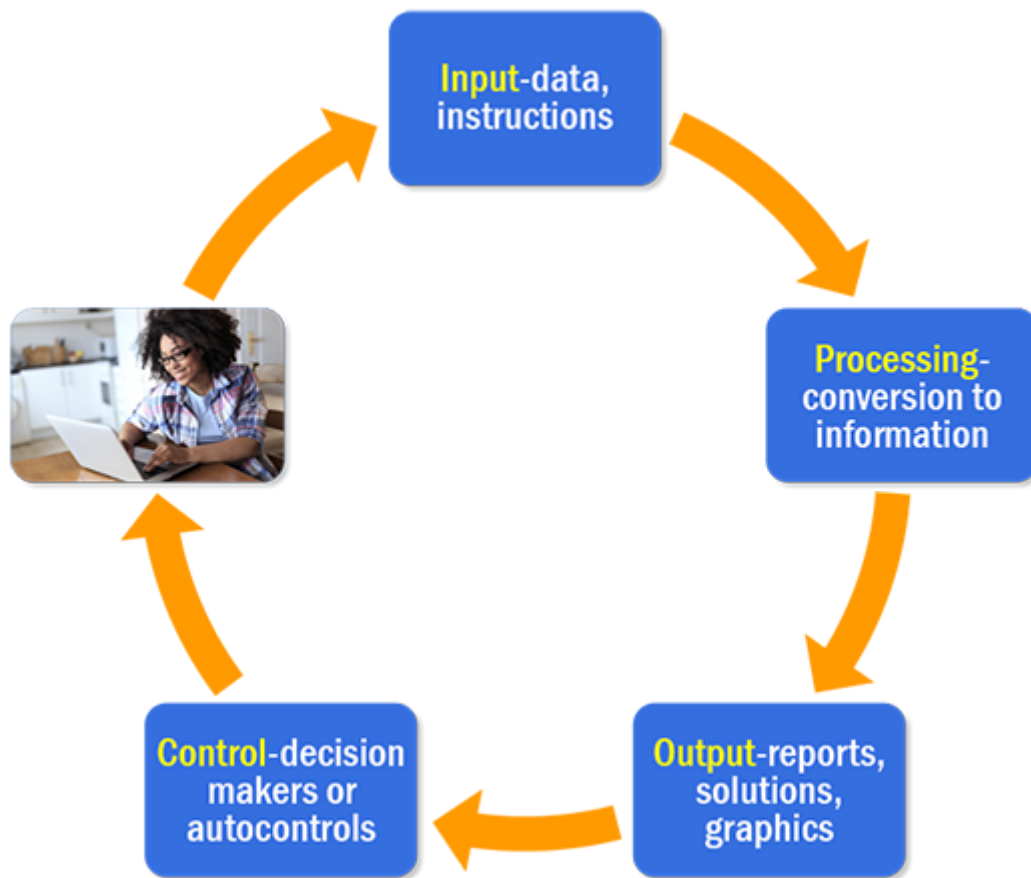 Input-data,
instructions
Processing-
conversion to
information
Output-reports,
solutions,
graphics
Control-decision
makers or
autocontrols